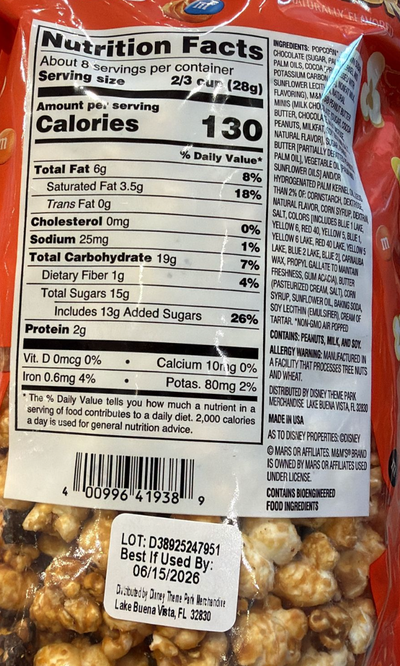 NATURALLY FLAVORED
Nutrition Facts
About 8 servings per container
Serving size 2/3 cup (28g)
Amount per serving
Calories 130
% Daily Value*
Total Fat 6g 8%
Saturated Fat 3.5g 18%
Trans Fat 0g
Cholesterol 0mg 0%
Sodium 25mg 1%
Total Carbohydrate 19g 7%
Dietary Fiber 1g 4%
Total Sugars 15g
Includes 13g Added Sugars 26%
Protein 2g
Vit. D 0mcg 0% • Calcium 10mg 0%
Iron 0.6mg 4% • Potas. 80mg 2%
* The % Daily Value tells you how much a nutrient in a
serving of food contributes to a daily diet. 2,000 calories
a day is used for general nutrition advice.
4 00996 41938 9
INGREDIENTS: POPCORN
CHOCOLATE (SUGAR,
PALM OILS, COCOA
POTASSIUM CARBON
SUNFLOWER LECITH
FLAVORING), M&M'S
MINIS (MILK CHOC
BUTTER, CHOCOLA
PEANUTS, MILKFAT,
NATURAL FLAVOR),
BUTTER [PARTIALLY
PALM OIL], VEGETABLE
SUNFLOWER OILS] AND/OR
HYDROGENATED PALM KERNEL OIL
THAN 2% OF: CORNSTARCH, DEXTROSE,
NATURAL FLAVOR, CORN SYRUP, DEXTRIN,
SALT, COLORS (INCLUDES BLUE 1 LAKE,
YELLOW 6, RED 40, YELLOW 5, BLUE 1,
YELLOW 6 LAKE, RED 40 LAKE, YELLOW 5
LAKE, BLUE 2 LAKE, BLUE 2), CARNAUBA
WAX, PROPYL GALLATE TO MAINTAIN
FRESHNESS, GUM ACACIA), BUTTER
(PASTEURIZED CREAM, SALT), CORN
SYRUP, SUNFLOWER OIL, BAKING SODA,
SOY LECITHIN (EMULSIFIER), CREAM OF
TARTAR. *NON-GMO AIR POPPED
CONTAINS: PEANUTS, MILK, AND SOY.
ALLERGY WARNING: MANUFACTURED IN
A FACILITY THAT PROCESSES TREE NUTS
AND WHEAT.
DISTRIBUTED BY DISNEY THEME PARK
MERCHANDISE LAKE BUENA VISTA, FL 32830
MADE IN USA
AS TO DISNEY PROPERTIES: ©DISNEY
© MARS OR AFFILIATES. M&M'S® BRAND
IS OWNED BY MARS OR AFFILIATES USED
UNDER LICENSE.
CONTAINS BIOENGINEERED
FOOD INGREDIENTS
LOT: D38925247951
Best If Used By:
06/15/2026
Distributed by Disney Theme Park Merchandise
Lake Buena Vista, FL 32830